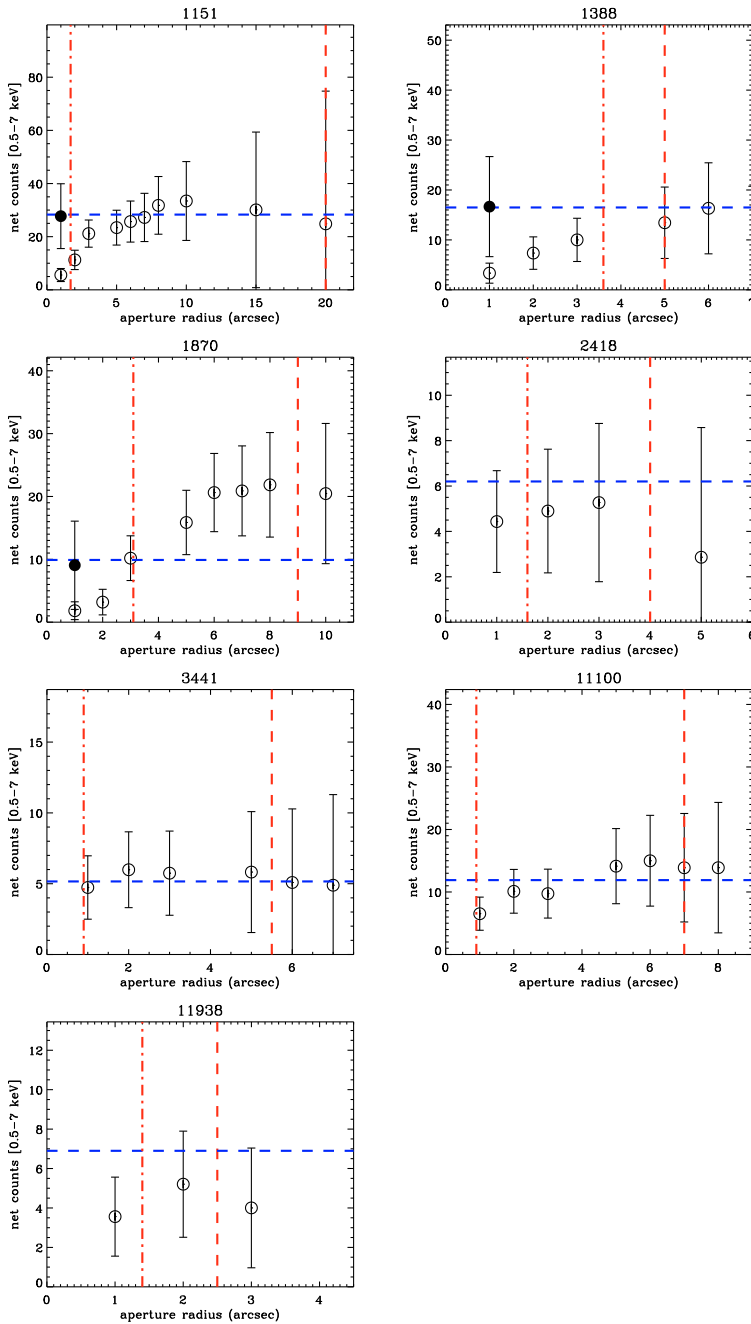 1151
net counts [0.5−7 keV]
80
60
40
20
0
0 5 10 15 20
aperture radius (arcsec)
1388
net counts [0.5−7 keV]
50
40
30
20
10
0
0 1 2 3 4 5 6 7
aperture radius (arcsec)
1870
net counts [0.5−7 keV]
40
30
20
10
0
0 2 4 6 8 10
aperture radius (arcsec)
2418
net counts [0.5−7 keV]
10
8
6
4
2
0
0 1 2 3 4 5 6
aperture radius (arcsec)
3441
net counts [0.5−7 keV]
15
10
5
0
0 2 4 6
aperture radius (arcsec)
11100
net counts [0.5−7 keV]
40
30
20
10
0
0 2 4 6 8
aperture radius (arcsec)
11938
net counts [0.5−7 keV]
12
10
8
6
4
2
0
0 1 2 3 4
aperture radius (arcsec)